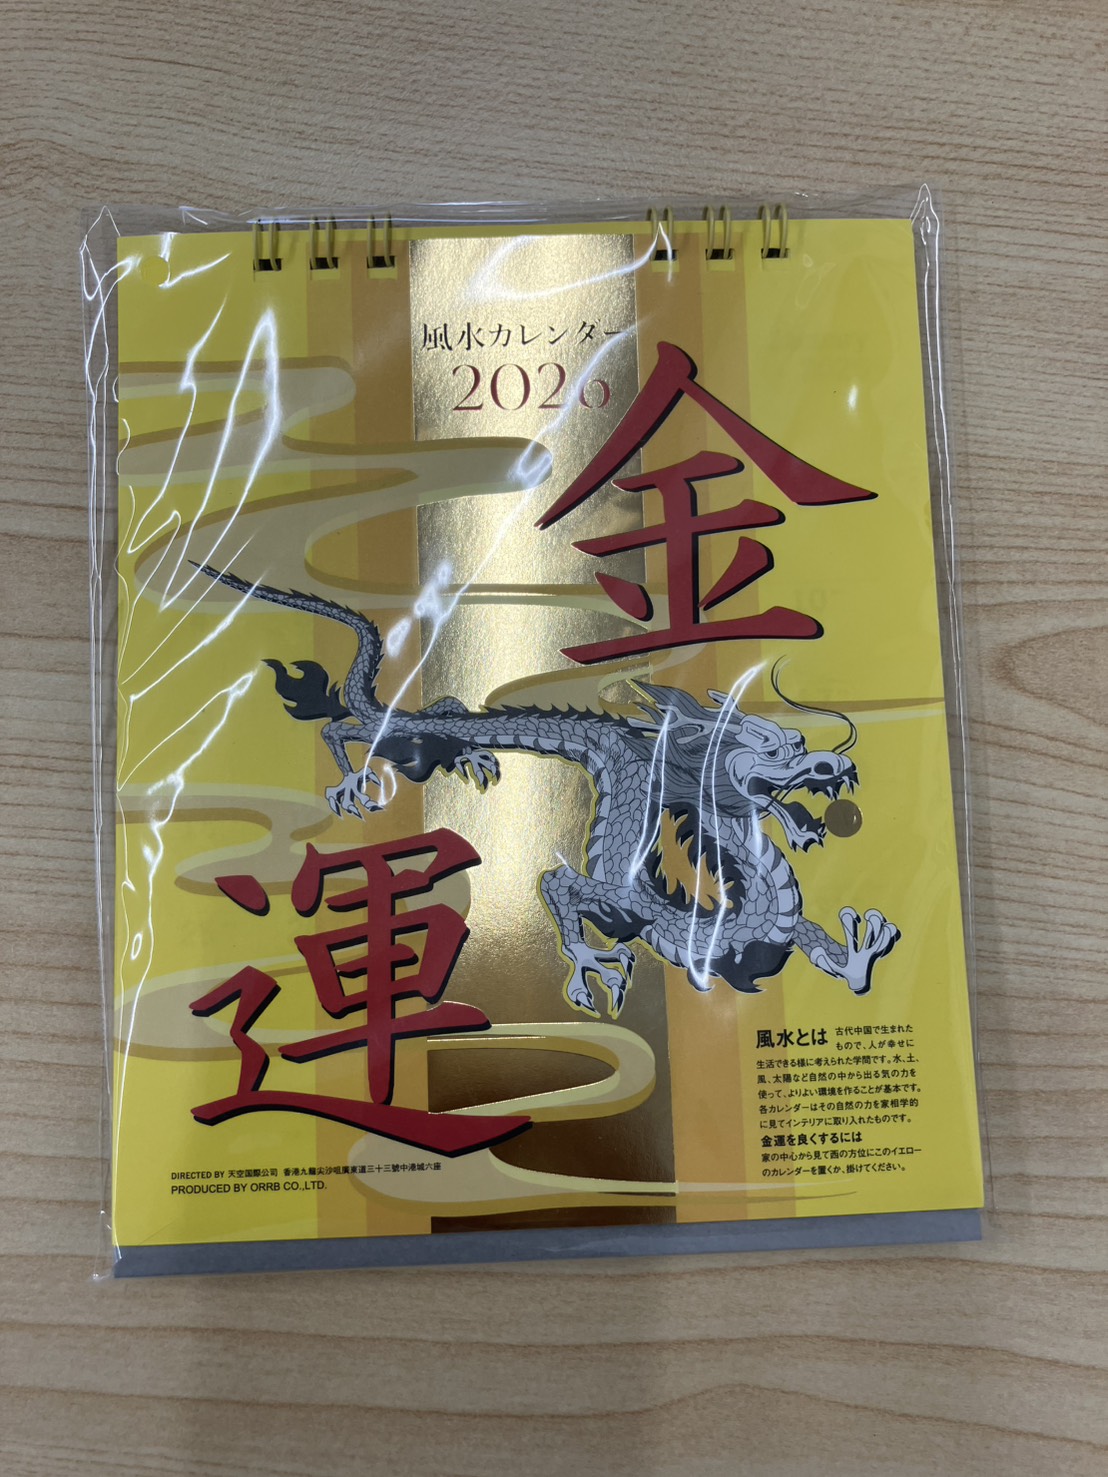 風水カレンダー
2026
金
運
風水とは 古代中国で生まれた
もので、人が幸せに
生活できる様に考えられた学問です。水、土、
風、太陽など自然の中から出る気の力を
使って、よりよい環境を作ることが基本です。
各カレンダーはその自然の力を家相学的
に見てインテリアに取り入れたものです。
金運を良くするには
家の中心から見て西の方位にこのイエロー
のカレンダーを置くか、掛けてください。
DIRECTED BY 天空国際公司 香港九龍尖沙咀廣東道三十三號中港城六座
PRODUCED BY ORRB CO.,LTD.